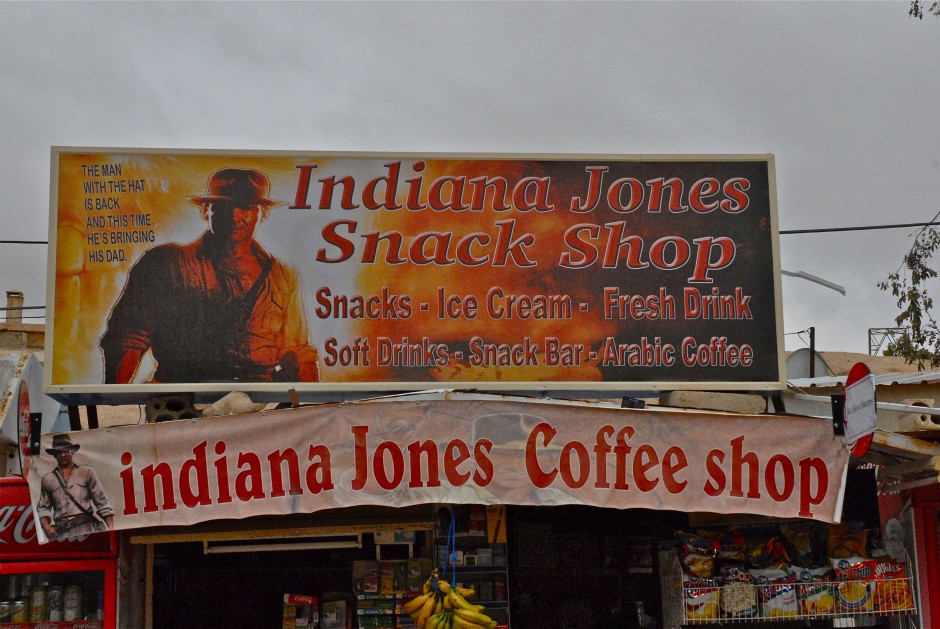 THE MAN
WITH THE HAT
IS BACK
AND THIS TIME
HE'S BRINGING
HIS DAD.
Indiana Jones
Snack Shop
Snacks - Ice Cream - Fresh Drink
Soft Drinks - Snack Bar - Arabic Coffee
indiana Jones Coffee shop